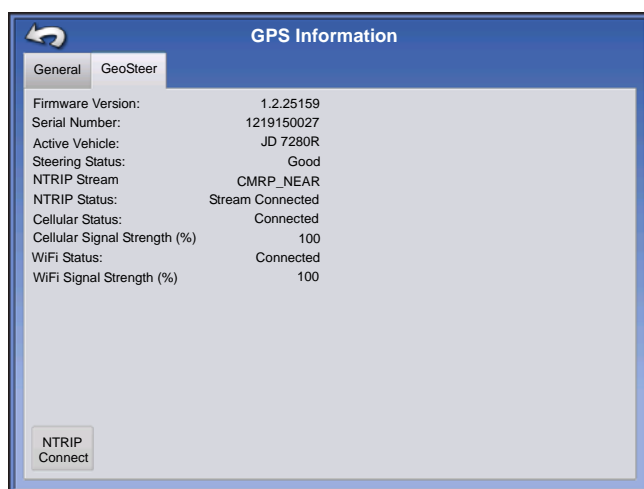 GPS Information
General GeoSteer
Firmware Version: 1.2.25159
Serial Number: 1219150027
Active Vehicle: JD 7280R
Steering Status: Good
NTRIP Stream CMRP_NEAR
NTRIP Status: Stream Connected
Cellular Status: Connected
Cellular Signal Strength (%) 100
WiFi Status: Connected
WiFi Signal Strength (%) 100
NTRIP
Connect